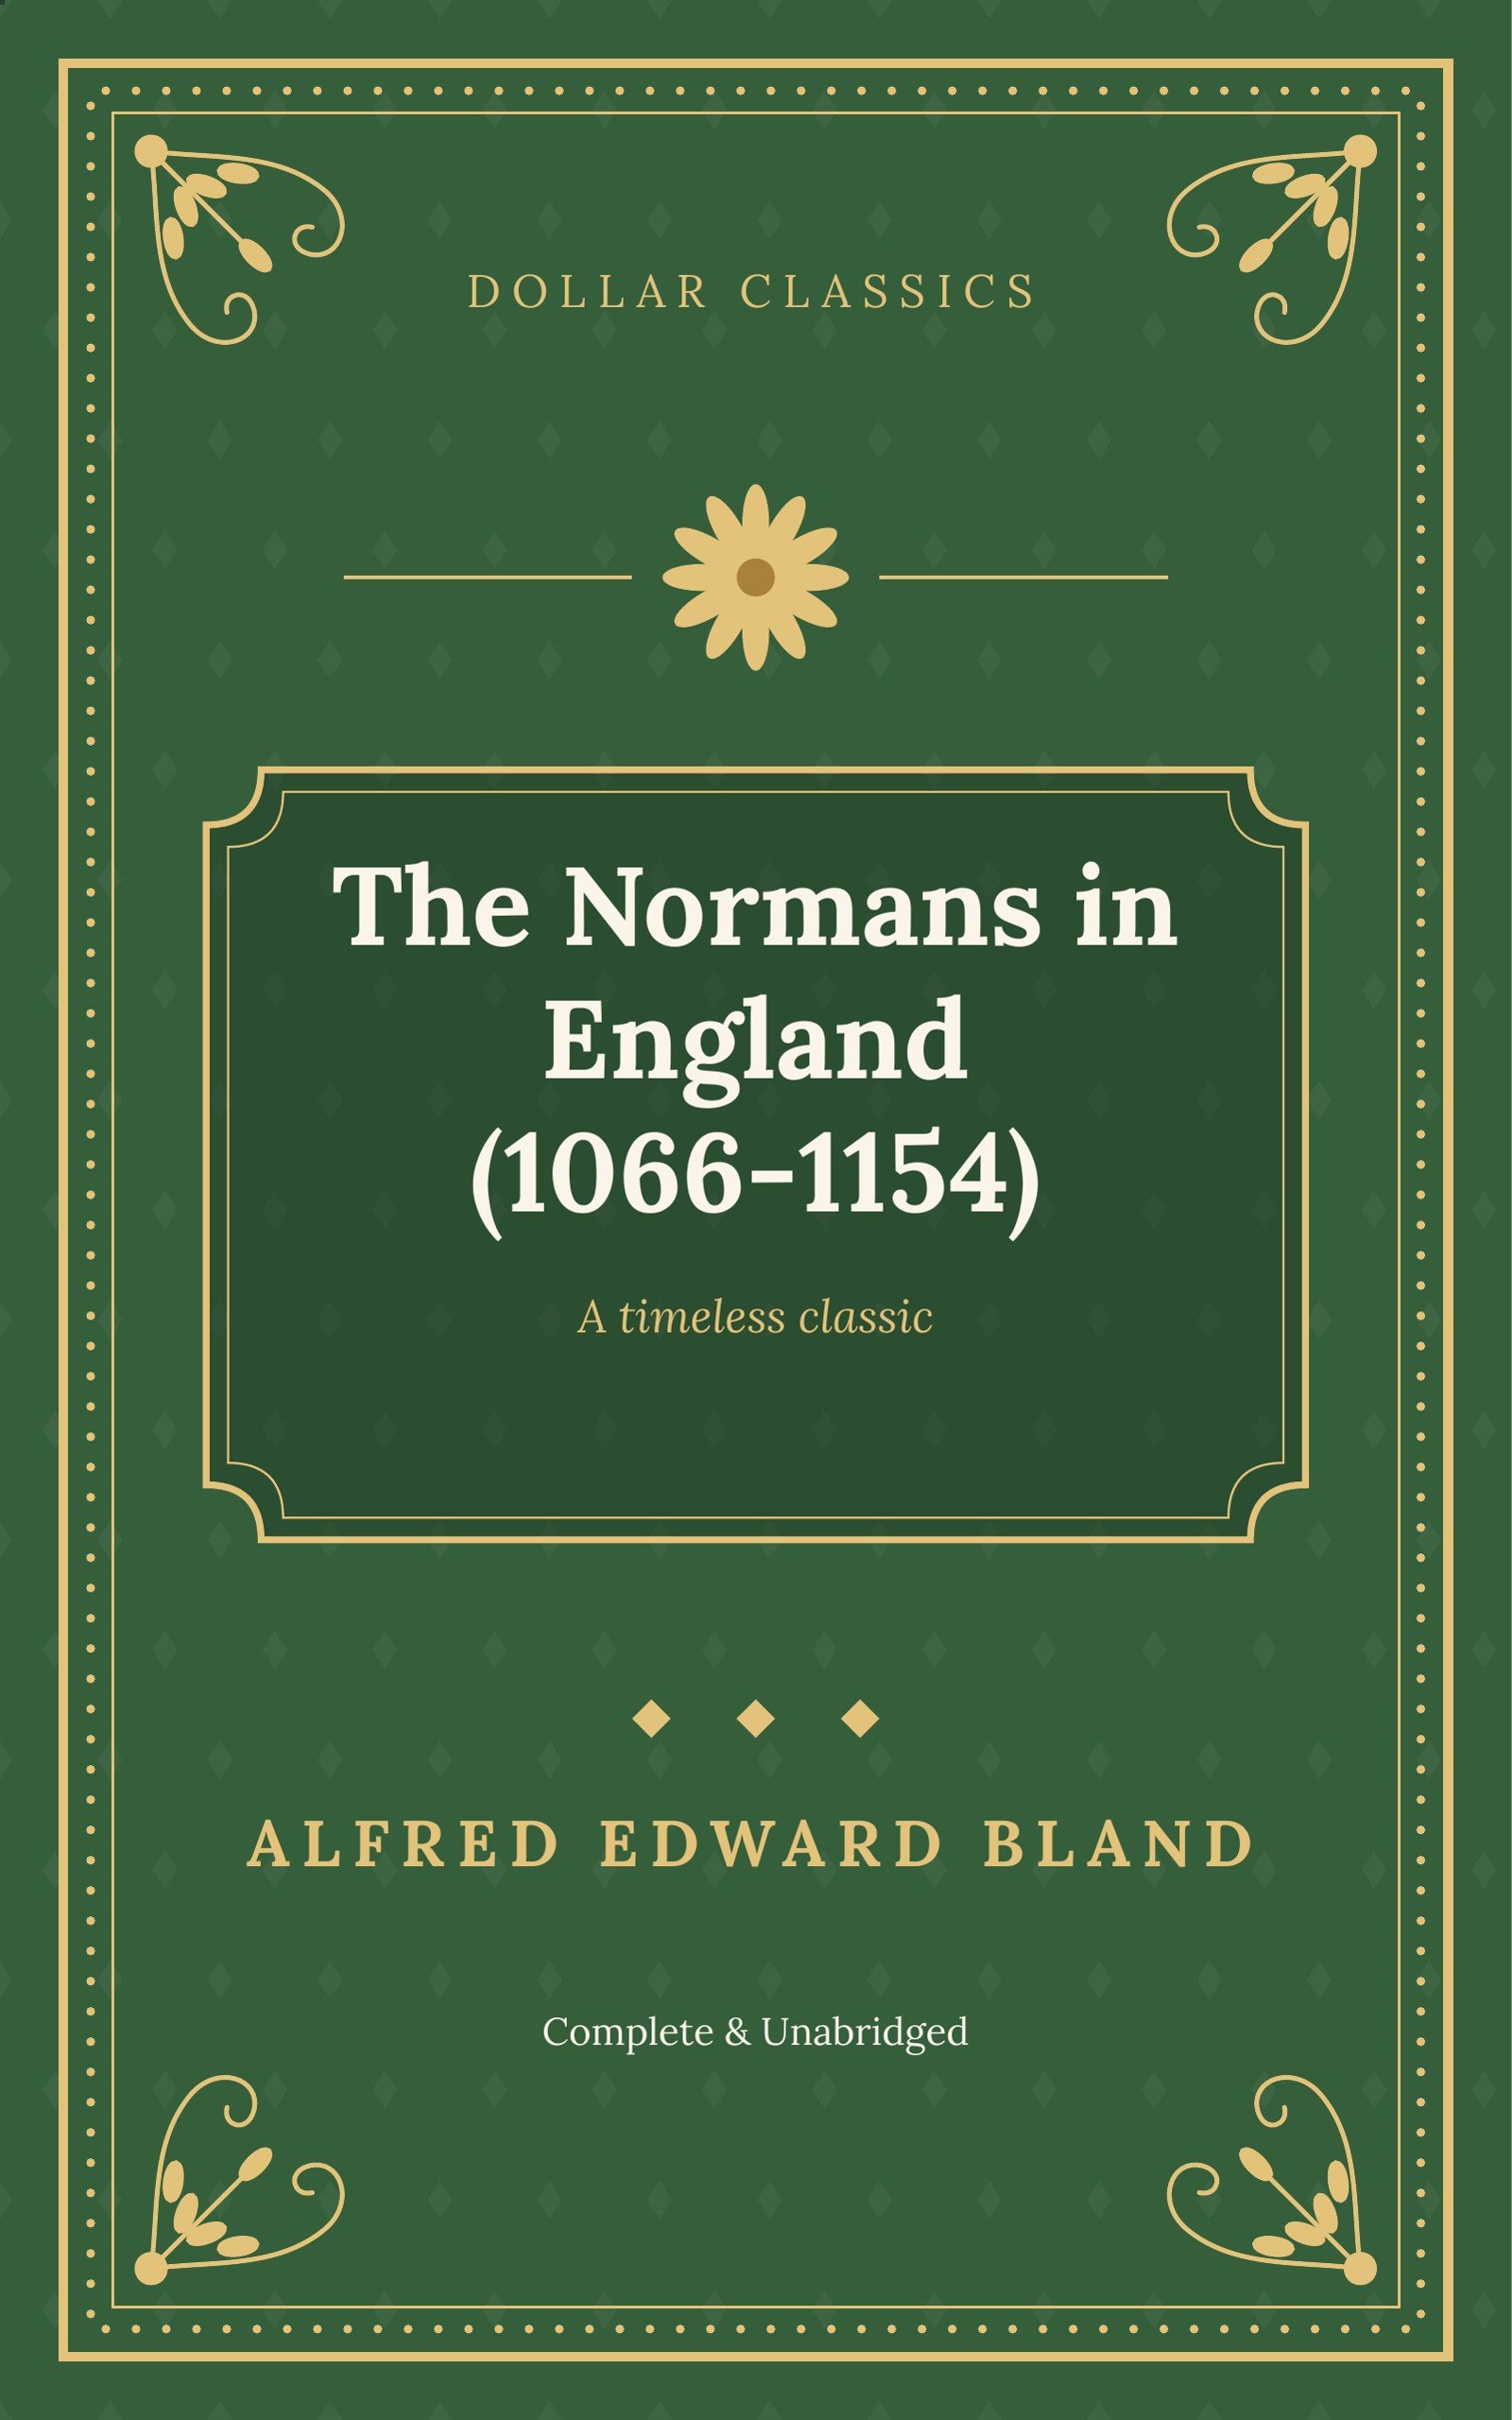 DOLLAR CLASSICS
The Normans in
England
(1066-1154)
A timeless classic
ALFRED EDWARD BLAND
Complete & Unabridged